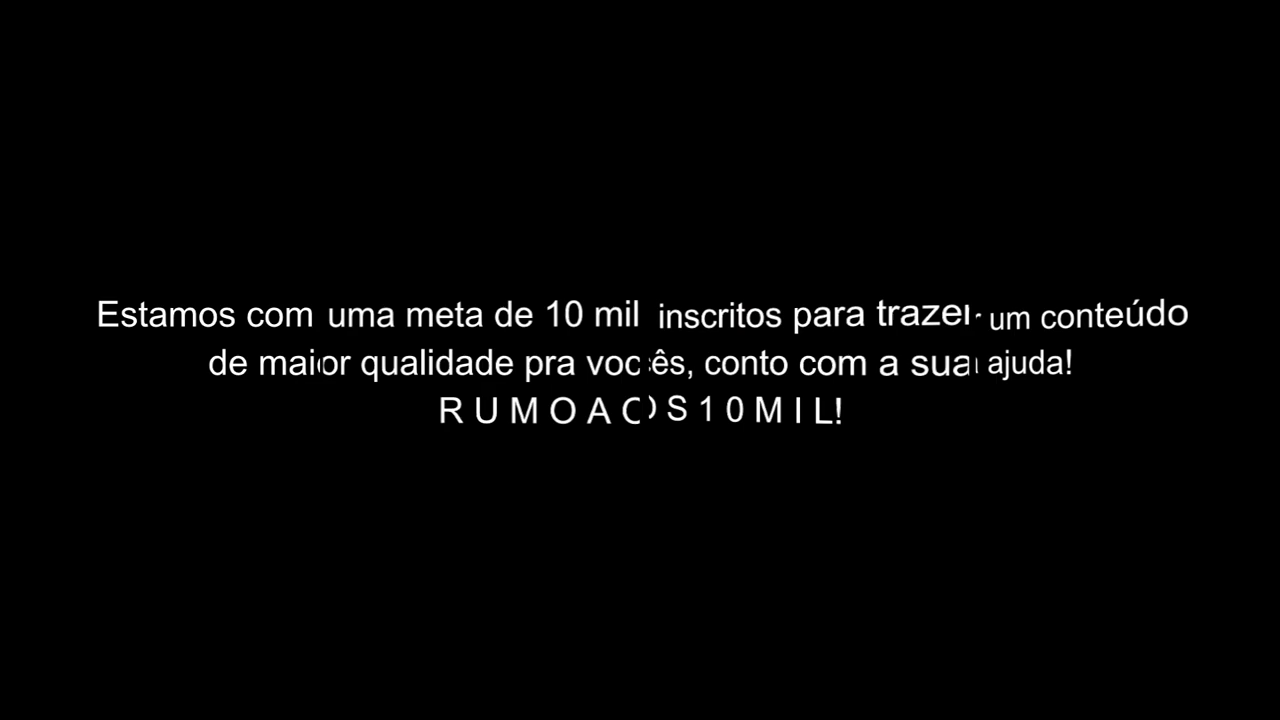 Estamos com uma meta de 10 mil inscritos para trazer um conteúdo
de maior qualidade pra vocês, conto com a sua ajuda!
R U M O A O S 1 0 M I L!